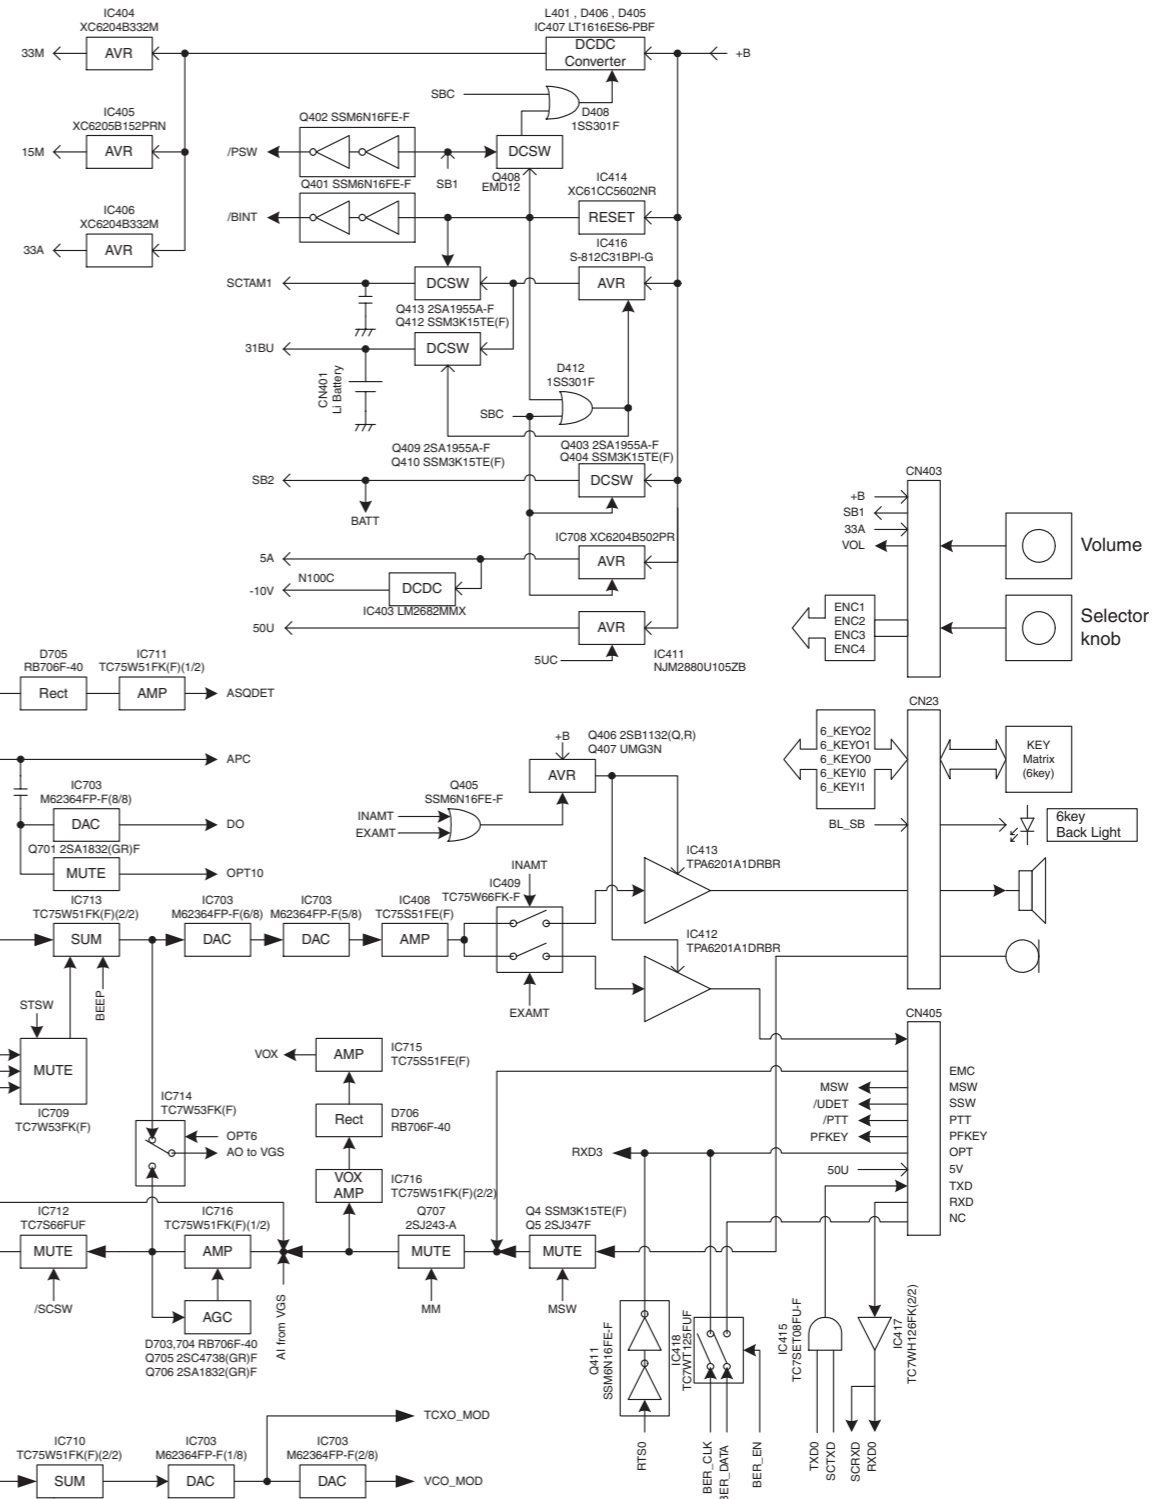 IC404
XC6204B332M
33M
AVR
L401 , D406 , D405
IC407 LT1616ES6-PBF
DCDC
Converter
+B
SBC
D408
1SS301F
IC405
XC6205B152PRN
15M
AVR
Q402 SSM6N16FE-F
/PSW
SB1
DCSW
Q408
EMD12
Q401 SSM6N16FE-F
/BINT
IC414
XC61CC5602NR
RESET
IC406
XC6204B332M
33A
AVR
IC416
S-812C31BPI-G
SCTAM1
DCSW
AVR
Q413 2SA1955A-F
Q412 SSM3K15TE(F)
31BU
DCSW
CN401
Li Battery
D412
1SS301F
SBC
Q409 2SA1955A-F
Q410 SSM3K15TE(F)
Q403 2SA1955A-F
Q404 SSM3K15TE(F)
SB2
DCSW
BATT
IC708 XC6204B502PR
5A
AVR
N100C
-10V
DCDC
IC403 LM2682MMX
50U
AVR
5UC
IC411
NJM2880U105ZB
CN403
+B
SB1
33A
VOL
Volume
ENC1
ENC2
ENC3
ENC4
Selector
knob
D705
RB706F-40
Rect
IC711
TC75W51FK(F)(1/2)
AMP
ASQDET
CN23
6_KEYO2
6_KEYO1
6_KEYO0
6_KEYI0
6_KEYI1
KEY
Matrix
(6key)
BL_SB
6key
Back Light
APC
IC703
M62364FP-F(8/8)
DAC
DO
Q701 2SA1832(GR)F
MUTE
OPT10
+B
Q406 2SB1132(Q,R)
Q407 UMG3N
AVR
Q405
SSM6N16FE-F
INAMT
EXAMT
IC713
TC75W51FK(F)(2/2)
SUM
IC703
M62364FP-F(6/8)
DAC
IC703
M62364FP-F(5/8)
DAC
IC408
TC75S51FE(F)
AMP
INAMT
IC409
TC75W66FK-F
EXAMT
IC413
TPA6201A1DRBR
IC412
TPA6201A1DRBR
STSW
BEEP
MUTE
IC709
TC7W53FK(F)
IC714
TC7W53FK(F)
OPT6
AO to VGS
VOX
AMP
IC715
TC75S51FE(F)
Rect
D706
RB706F-40
VOX
AMP
IC716
TC75W51FK(F)(2/2)
CN405
EMC
MSW
MSW
/UDET
SSW
/PTT
PTT
PFKEY
PFKEY
RXD3
OPT
50U
5V
TXD
RXD
NC
IC712
TC7S66FUF
MUTE
/SCSW
IC716
TC75W51FK(F)(1/2)
AMP
AGC
D703,704 RB706F-40
Q705 2SC4738(GR)F
Q706 2SA1832(GR)F
AI from VGS
Q707
2SJ243-A
MUTE
MM
Q4 SSM3K15TE(F)
Q5 2SJ347F
MUTE
MSW
Q411
SSM6N16FE-F
RTS0
IC418
TC7WT125FUF
BER_CLK
BER_DATA
BER_EN
IC415
TC7SET08FU-F
TXD0
SCTXD
IC417
TC7WH126FK(2/2)
SCRXD
RXD0
IC710
TC75W51FK(F)(2/2)
SUM
IC703
M62364FP-F(1/8)
DAC
IC703
M62364FP-F(2/8)
DAC
TCXO_MOD
VCO_MOD